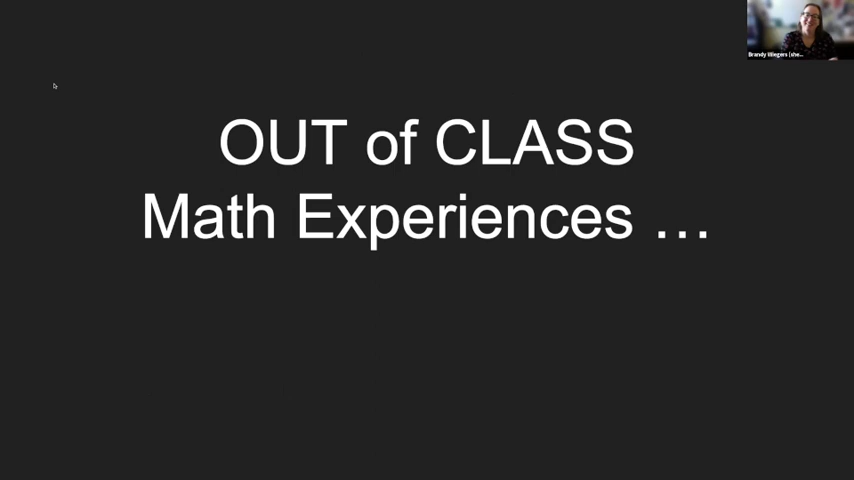 OUT of CLASS
Math Experiences …
Brandy Wiegers (she...